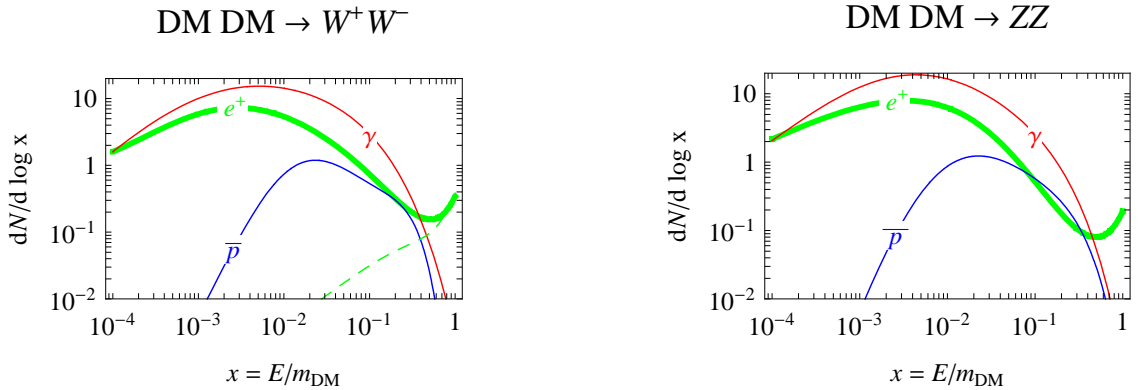 DM DM → W⁺W⁻
10
1
10⁻¹
10⁻²
dN/d log x
e⁺
γ
p̅
10⁻⁴ 10⁻³ 10⁻² 10⁻¹ 1
x = E/m_DM
DM DM → ZZ
10
1
10⁻¹
10⁻²
dN/d log x
e⁺
γ
p̅
10⁻⁴ 10⁻³ 10⁻² 10⁻¹ 1
x = E/m_DM